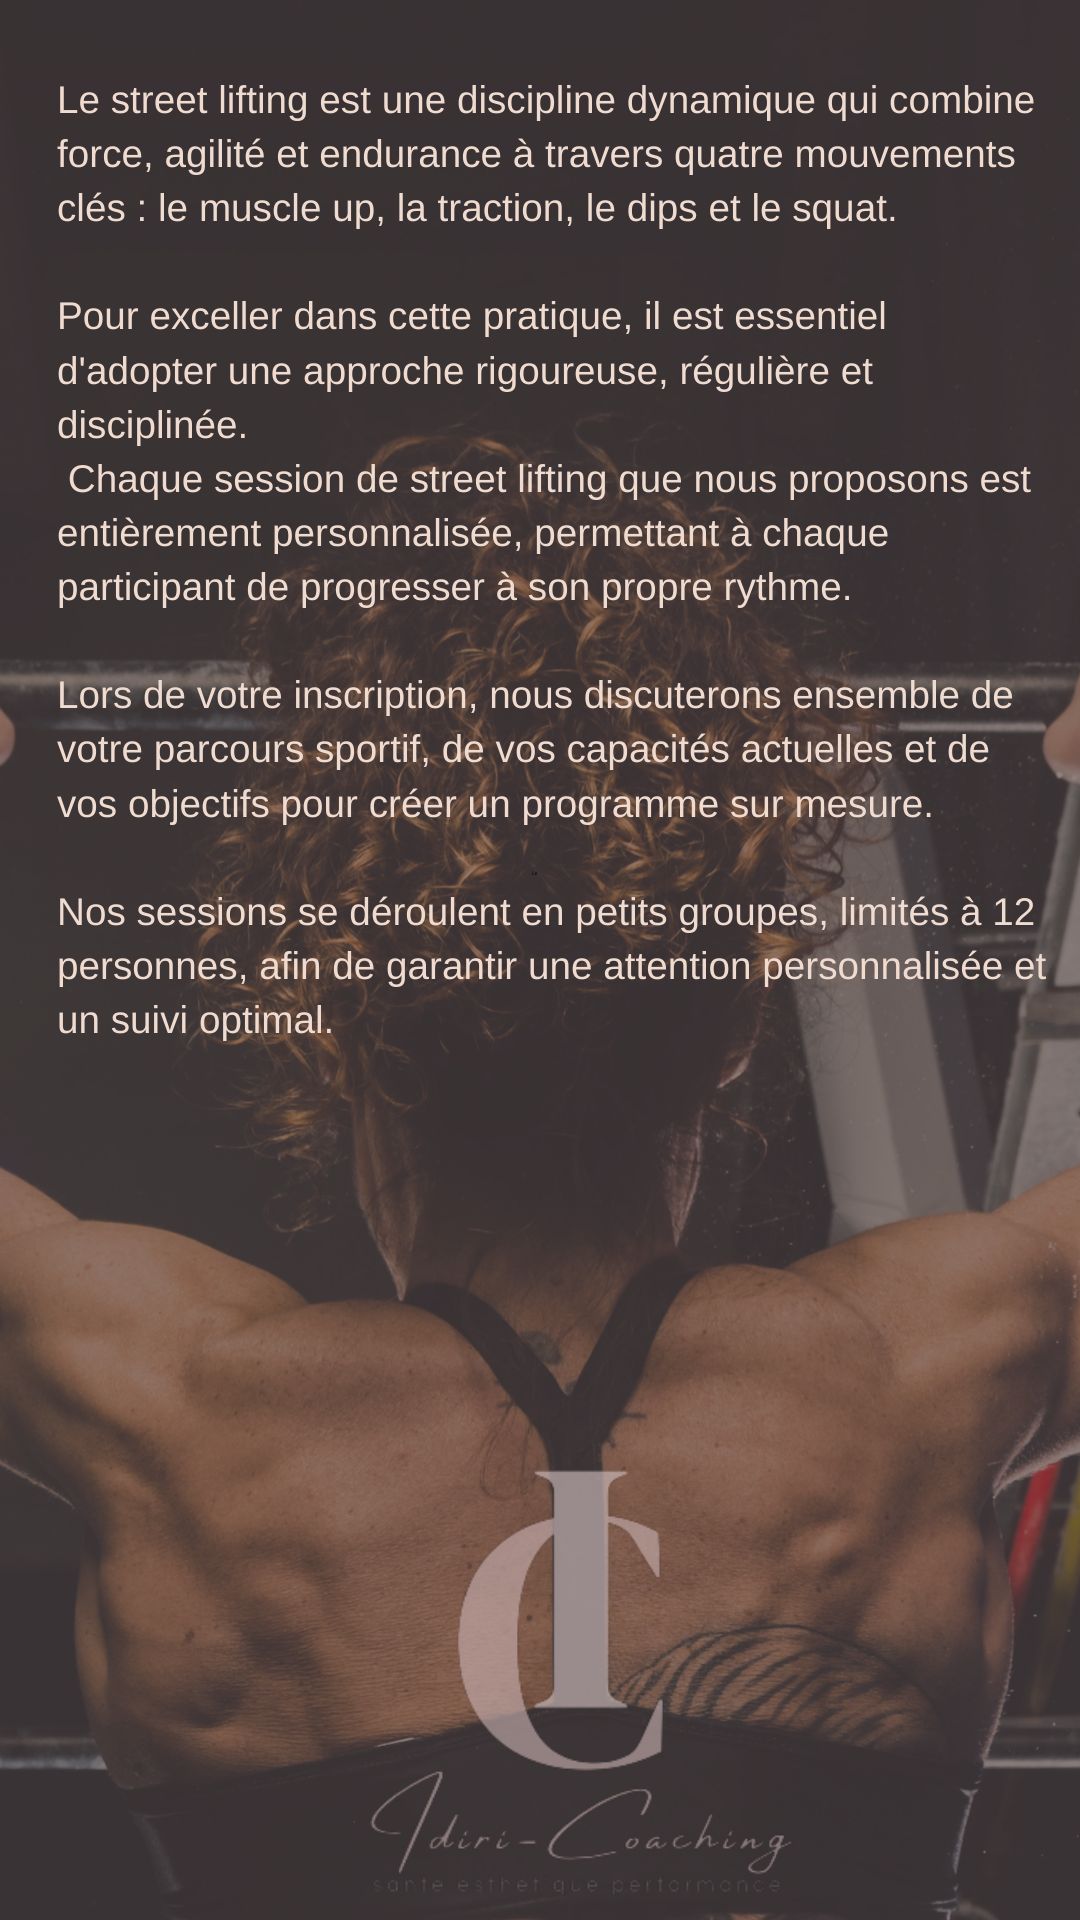 Le street lifting est une discipline dynamique qui combine
force, agilité et endurance à travers quatre mouvements
clés : le muscle up, la traction, le dips et le squat.
Pour exceller dans cette pratique, il est essentiel
d'adopter une approche rigoureuse, régulière et
disciplinée.
Chaque session de street lifting que nous proposons est
entièrement personnalisée, permettant à chaque
participant de progresser à son propre rythme.
Lors de votre inscription, nous discuterons ensemble de
votre parcours sportif, de vos capacités actuelles et de
vos objectifs pour créer un programme sur mesure.
Nos sessions se déroulent en petits groupes, limités à 12
personnes, afin de garantir une attention personnalisée et
un suivi optimal.
IC
Idiri-Coaching
sante esthetique performance